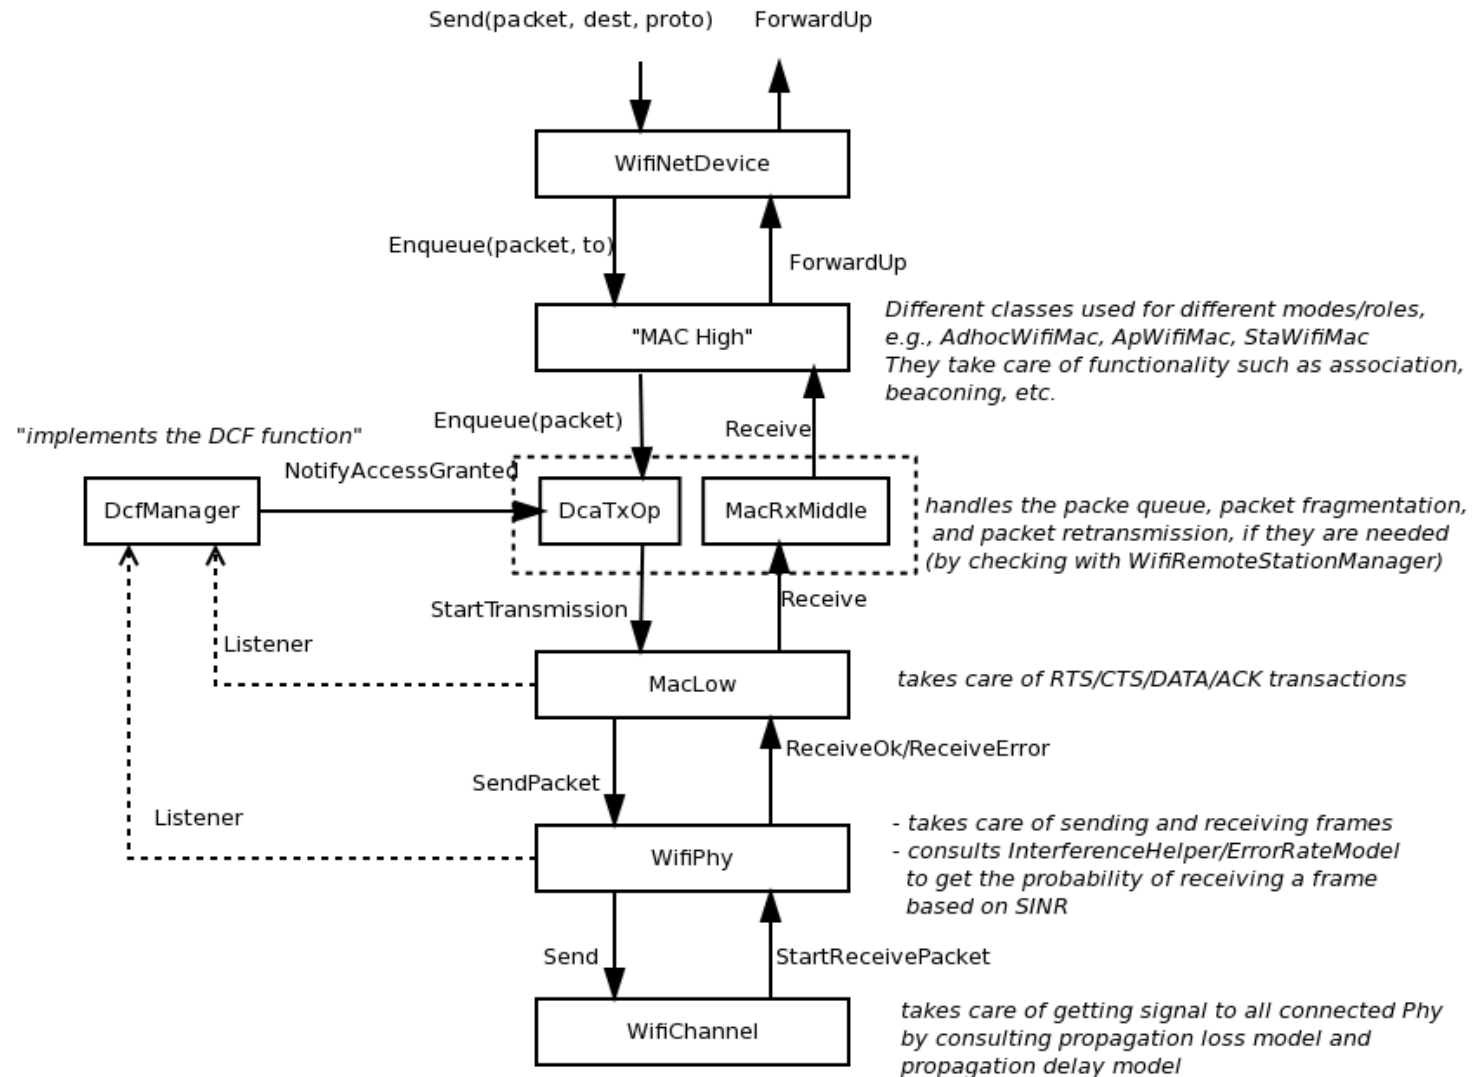 Send(packet, dest, proto)
ForwardUp
WifiNetDevice
Enqueue(packet, to)
ForwardUp
"MAC High"
Different classes used for different modes/roles,
e.g., AdhocWifiMac, ApWifiMac, StaWifiMac
They take care of functionality such as association,
beaconing, etc.
Enqueue(packet)
Receive
"implements the DCF function"
NotifyAccessGranted
DcfManager
DcaTxOp
MacRxMiddle
handles the packe queue, packet fragmentation,
and packet retransmission, if they are needed
(by checking with WifiRemoteStationManager)
StartTransmission
Receive
Listener
MacLow
takes care of RTS/CTS/DATA/ACK transactions
ReceiveOk/ReceiveError
SendPacket
Listener
WifiPhy
- takes care of sending and receiving frames
- consults InterferenceHelper/ErrorRateModel
to get the probability of receiving a frame
based on SINR
Send
StartReceivePacket
WifiChannel
takes care of getting signal to all connected Phy
by consulting propagation loss model and
propagation delay model